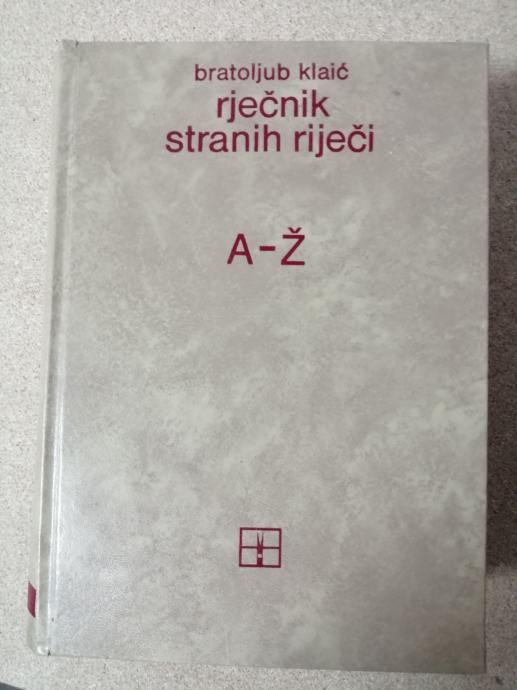 bratoljub klaić
rječnik
stranih riječi
A-Ž